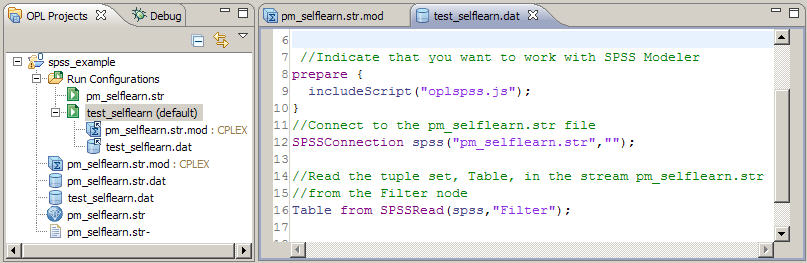 OPL Projects
Debug
pm_selflearn.str.mod
test_selflearn.dat
spss_example
Run Configurations
pm_selflearn.str
test_selflearn (default)
pm_selflearn.str.mod : CPLEX
test_selflearn.dat
pm_selflearn.str.mod : CPLEX
pm_selflearn.str.dat
test_selflearn.dat
pm_selflearn.str
pm_selflearn.str-
6
7 //Indicate that you want to work with SPSS Modeler
8 prepare {
9 includeScript("oplspss.js");
10 }
11 //Connect to the pm_selflearn.str file
12 SPSSConnection spss("pm_selflearn.str","");
13
14 //Read the tuple set, Table, in the stream pm_selflearn.str
15 //from the Filter node
16 Table from SPSSRead(spss,"Filter");
17